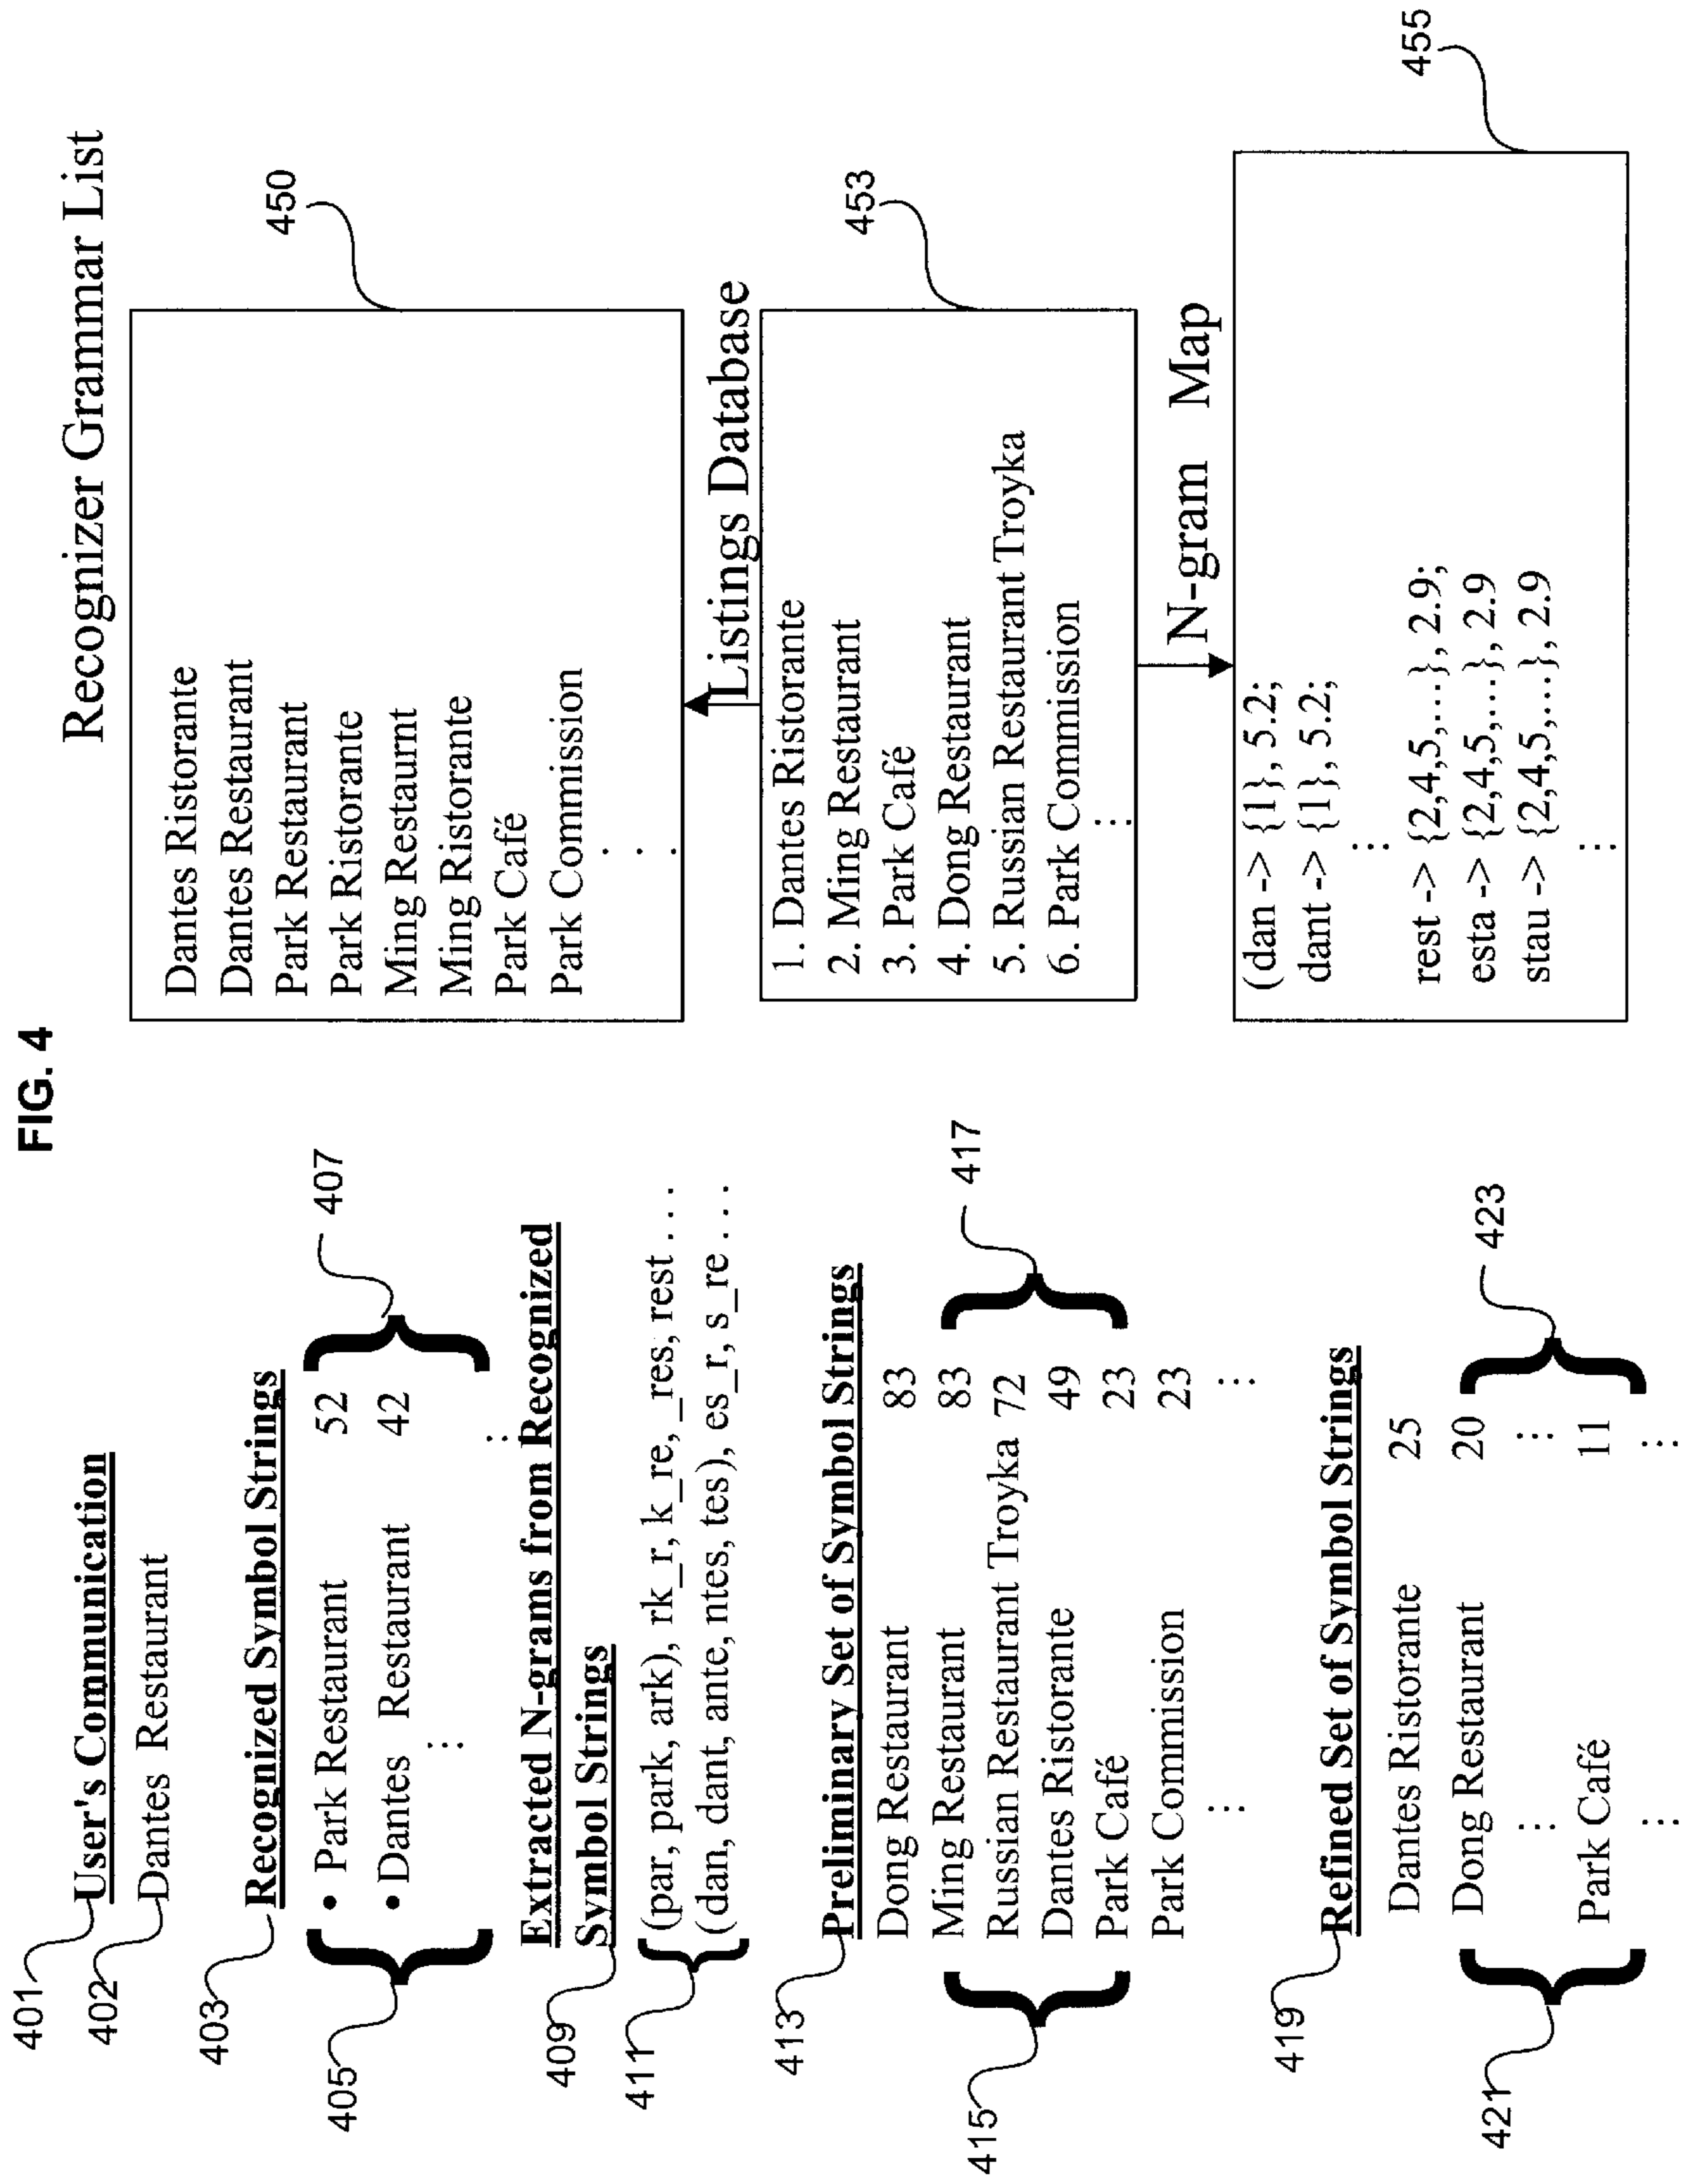 FIG. 4
401
User's Communication
402
Dantes Restaurant
403
Recognized Symbol Strings
405
• Park Restaurant 52
• Dantes Restaurant 42
407
409
Extracted N-grams from Recognized
Symbol Strings
411
(par, park, ark), rk_r, k_re, _res, rest . . .
(dan, dant, ante, ntes, tes), es_r, s_re . . . .
413
Preliminary Set of Symbol Strings
415
Dong Restaurant 83
Ming Restaurant 83
Russian Restaurant Troyka 72
Dantes Ristorante 49
Park Café 23
Park Commission 23
417
419
Refined Set of Symbol Strings
421
Dantes Ristorante 25
Dong Restaurant 20
Park Café 11
423
Recognizer Grammar List
450
Dantes Ristorante
Dantes Restaurant
Park Restaurant
Park Ristorante
Ming Restaurnt
Ming Ristorante
Park Café
Park Commission
Listings Database
453
1. Dantes Ristorante
2. Ming Restaurant
3. Park Café
4. Dong Restaurant
5. Russian Restaurant Troyka
6. Park Commission
N-gram Map
455
(dan -> {1}, 5.2;
dant -> {1}, 5.2;
rest -> {2,4,5,...}, 2.9;
esta -> {2,4,5,...}, 2.9
stau -> {2,4,5,...}, 2.9